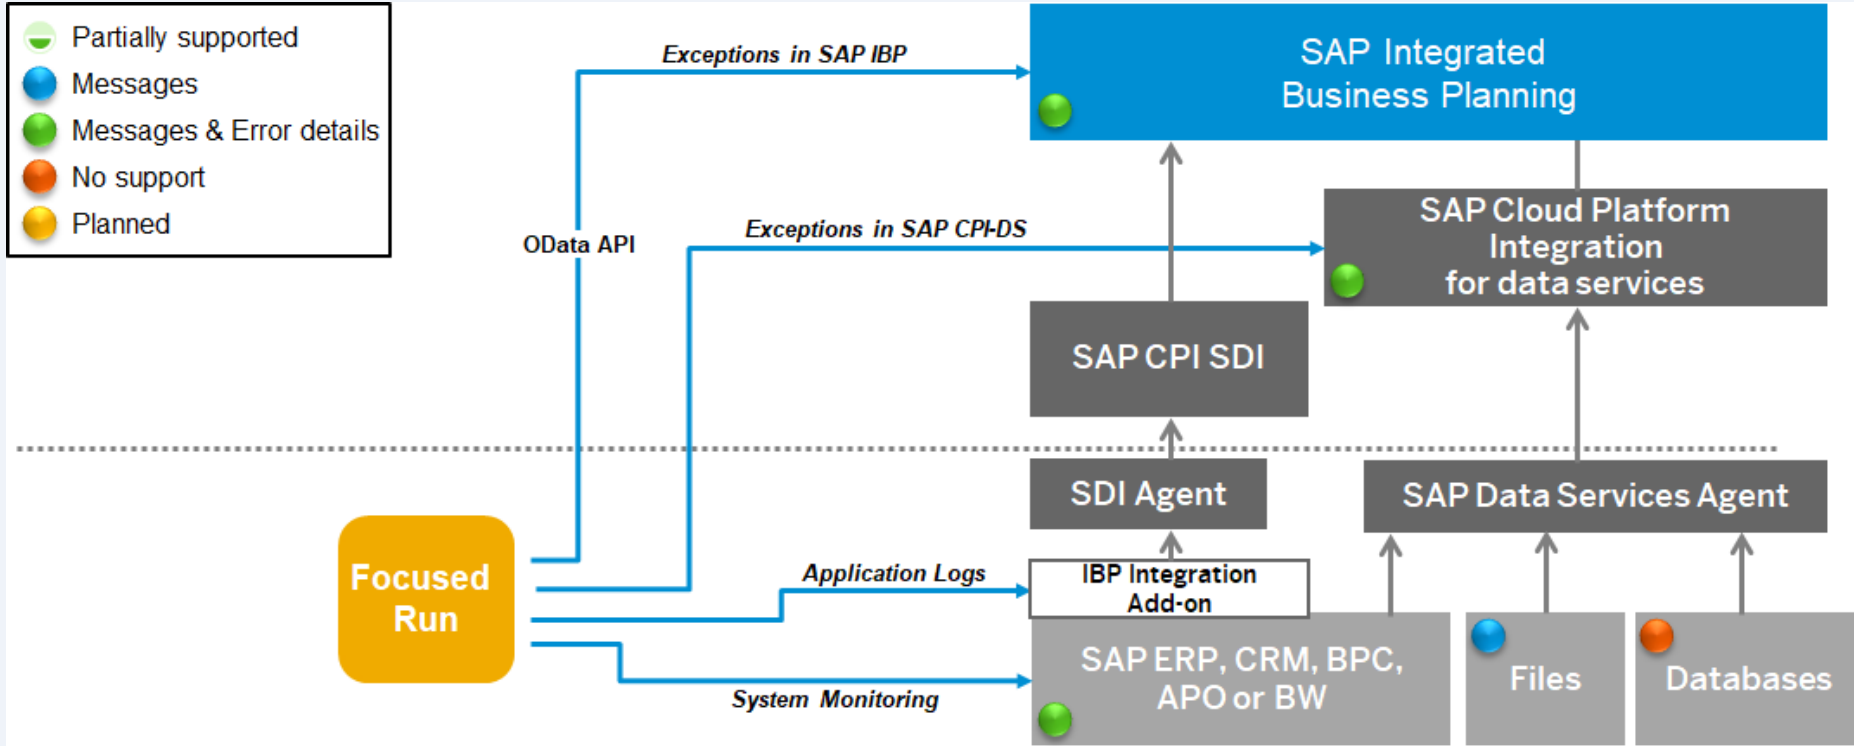 Partially supported
Messages
Messages & Error details
No support
Planned
Exceptions in SAP IBP
SAP Integrated
Business Planning
OData API
Exceptions in SAP CPI-DS
SAP Cloud Platform
Integration
for data services
SAP CPI SDI
SDI Agent
SAP Data Services Agent
Focused
Run
Application Logs
IBP Integration
Add-on
System Monitoring
SAP ERP, CRM, BPC,
APO or BW
Files
Databases